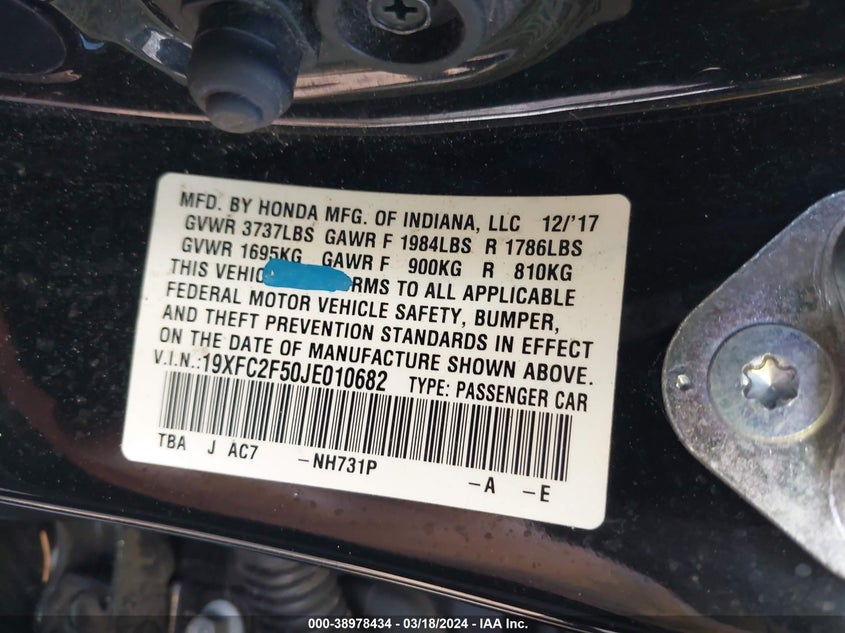 MFD. BY HONDA MFG. OF INDIANA, LLC 12/'17
GVWR 3737LBS GAWR F 1984LBS R 1786LBS
GVWR 1695KG GAWR F 900KG R 810KG
THIS VEHIC RMS TO ALL APPLICABLE
FEDERAL MOTOR VEHICLE SAFETY, BUMPER,
AND THEFT PREVENTION STANDARDS IN EFFECT
ON THE DATE OF MANUFACTURE SHOWN ABOVE.
V.I.N.:19XFC2F50JE010682 TYPE: PASSENGER CAR
TBA J AC7 -NH731P -A -E
000-38978434 - 03/18/2024 - IAA Inc.